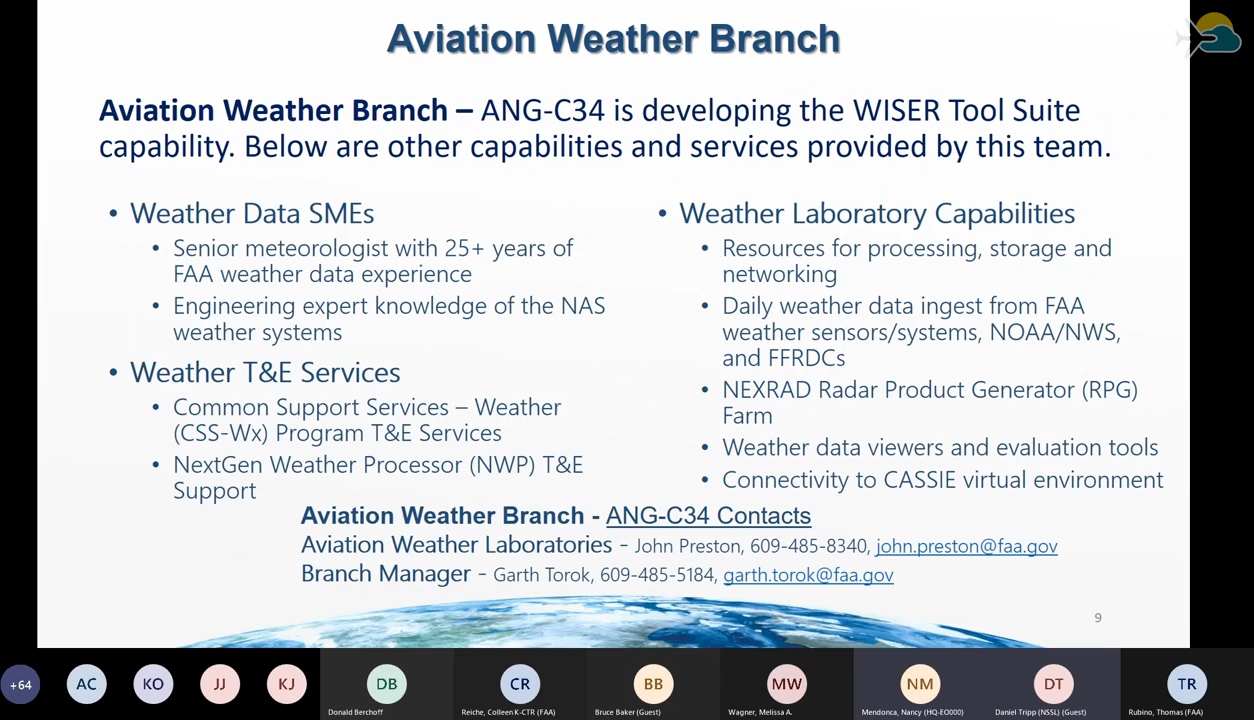 Aviation Weather Branch
Aviation Weather Branch – ANG-C34 is developing the WISER Tool Suite
capability. Below are other capabilities and services provided by this team.
• Weather Data SMEs
• Senior meteorologist with 25+ years of
FAA weather data experience
• Engineering expert knowledge of the NAS
weather systems
• Weather T&E Services
• Common Support Services – Weather
(CSS-Wx) Program T&E Services
• NextGen Weather Processor (NWP) T&E
Support
• Weather Laboratory Capabilities
• Resources for processing, storage and
networking
• Daily weather data ingest from FAA
weather sensors/systems, NOAA/NWS,
and FFRDCs
• NEXRAD Radar Product Generator (RPG)
Farm
• Weather data viewers and evaluation tools
• Connectivity to CASSIE virtual environment
Aviation Weather Branch - ANG-C34 Contacts
Aviation Weather Laboratories - John Preston, 609-485-8340, john.preston@faa.gov
Branch Manager - Garth Torok, 609-485-5184, garth.torok@faa.gov
9
+64 AC KO JJ KJ DB CR BB MW NM DT TR
Donald Berchoff Reiche, Colleen K-CTR (FAA) Bruce Baker (Guest) Wagner, Melissa A. Mendonca, Nancy (HQ-EO000) Daniel Tripp (NSSL) (Guest) Rubino, Thomas (FAA)